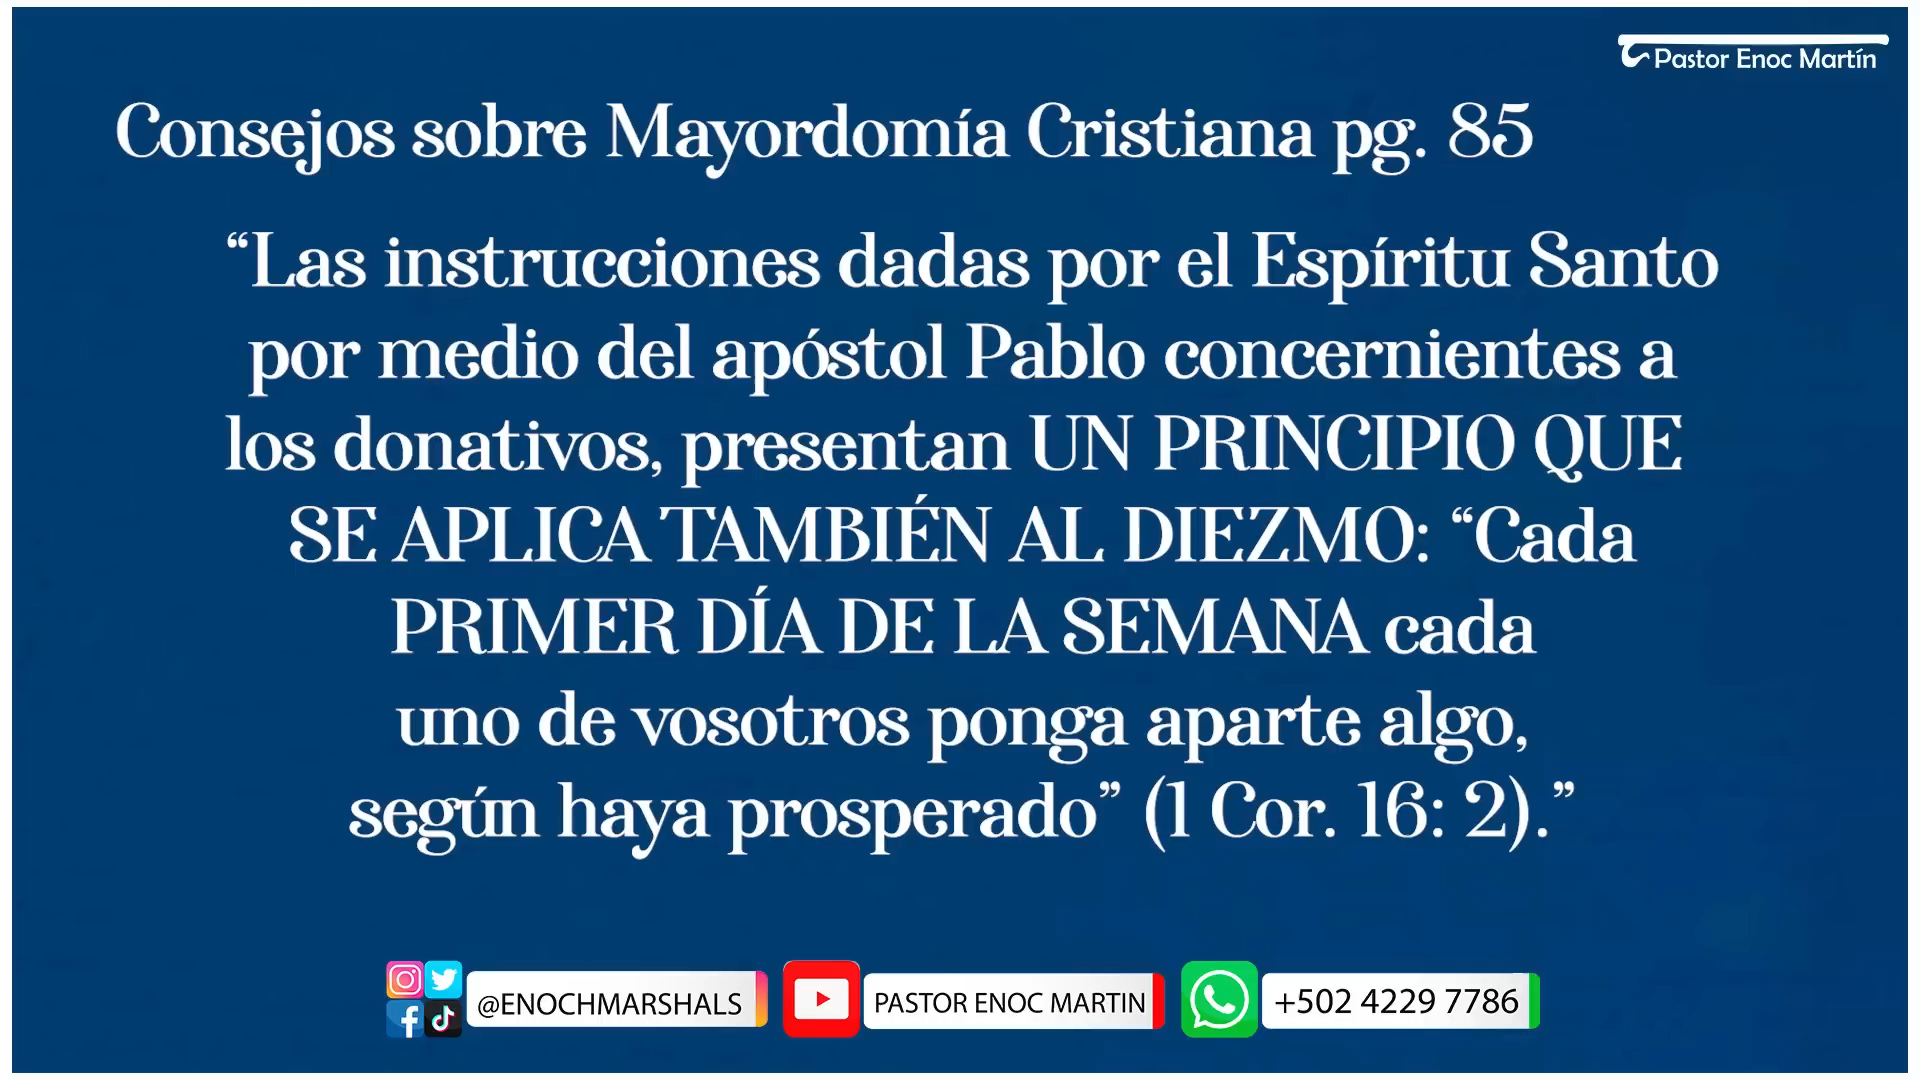 Pastor Enoc Martín
Consejos sobre Mayordomía Cristiana pg. 85
“Las instrucciones dadas por el Espíritu Santo
por medio del apóstol Pablo concernientes a
los donativos, presentan UN PRINCIPIO QUE
SE APLICA TAMBIÉN AL DIEZMO: “Cada
PRIMER DÍA DE LA SEMANA cada
uno de vosotros ponga aparte algo,
según haya prosperado” (1 Cor. 16: 2).”
@ENOCHMARSHALS
PASTOR ENOC MARTIN
+502 4229 7786